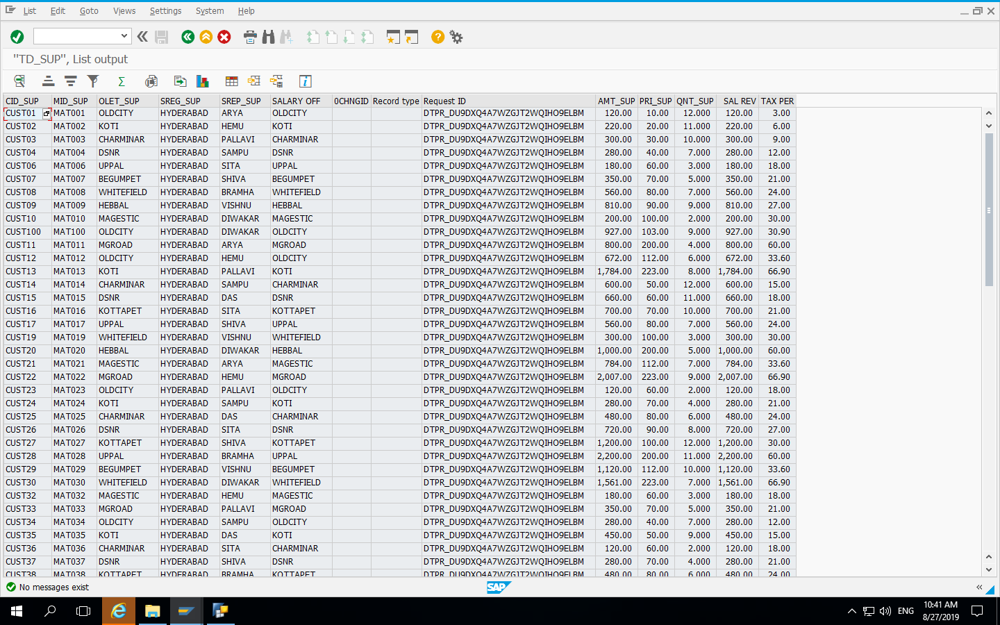 List Edit Goto Views Settings System Help
"TD_SUP", List output
CID_SUP MID_SUP OLET_SUP SREG_SUP SREP_SUP SALARY OFF 0CHNGID Record type Request ID AMT_SUP PRI_SUP QNT_SUP SAL REV TAX PER
CUST01 MAT001 OLDCITY HYDERABAD ARYA OLDCITY DTPR_DU9DXQ4A7WZGJT2WQIHO9ELBM 120.00 10.00 12.000 120.00 3.00
CUST02 MAT002 KOTI HYDERABAD HEMU KOTI DTPR_DU9DXQ4A7WZGJT2WQIHO9ELBM 220.00 20.00 11.000 220.00 6.00
CUST03 MAT003 CHARMINAR HYDERABAD PALLAVI CHARMINAR DTPR_DU9DXQ4A7WZGJT2WQIHO9ELBM 300.00 30.00 10.000 300.00 9.00
CUST04 MAT004 DSNR HYDERABAD SAMPU DSNR DTPR_DU9DXQ4A7WZGJT2WQIHO9ELBM 280.00 40.00 7.000 280.00 12.00
CUST06 MAT006 UPPAL HYDERABAD SITA UPPAL DTPR_DU9DXQ4A7WZGJT2WQIHO9ELBM 180.00 60.00 3.000 180.00 18.00
CUST07 MAT007 BEGUMPET HYDERABAD SHIVA BEGUMPET DTPR_DU9DXQ4A7WZGJT2WQIHO9ELBM 350.00 70.00 5.000 350.00 21.00
CUST08 MAT008 WHITEFIELD HYDERABAD BRAMHA WHITEFIELD DTPR_DU9DXQ4A7WZGJT2WQIHO9ELBM 560.00 80.00 7.000 560.00 24.00
CUST09 MAT009 HEBBAL HYDERABAD VISHNU HEBBAL DTPR_DU9DXQ4A7WZGJT2WQIHO9ELBM 810.00 90.00 9.000 810.00 27.00
CUST10 MAT010 MAGESTIC HYDERABAD DIWAKAR MAGESTIC DTPR_DU9DXQ4A7WZGJT2WQIHO9ELBM 200.00 100.00 2.000 200.00 30.00
CUST100 MAT100 OLDCITY HYDERABAD DIWAKAR OLDCITY DTPR_DU9DXQ4A7WZGJT2WQIHO9ELBM 927.00 103.00 9.000 927.00 30.90
CUST11 MAT011 MGROAD HYDERABAD ARYA MGROAD DTPR_DU9DXQ4A7WZGJT2WQIHO9ELBM 800.00 200.00 4.000 800.00 60.00
CUST12 MAT012 OLDCITY HYDERABAD HEMU OLDCITY DTPR_DU9DXQ4A7WZGJT2WQIHO9ELBM 672.00 112.00 6.000 672.00 33.60
CUST13 MAT013 KOTI HYDERABAD PALLAVI KOTI DTPR_DU9DXQ4A7WZGJT2WQIHO9ELBM 1,784.00 223.00 8.000 1,784.00 66.90
CUST14 MAT014 CHARMINAR HYDERABAD SAMPU CHARMINAR DTPR_DU9DXQ4A7WZGJT2WQIHO9ELBM 600.00 50.00 12.000 600.00 15.00
CUST15 MAT015 DSNR HYDERABAD DAS DSNR DTPR_DU9DXQ4A7WZGJT2WQIHO9ELBM 660.00 60.00 11.000 660.00 18.00
CUST16 MAT016 KOTTAPET HYDERABAD SITA KOTTAPET DTPR_DU9DXQ4A7WZGJT2WQIHO9ELBM 700.00 70.00 10.000 700.00 21.00
CUST17 MAT017 UPPAL HYDERABAD SHIVA UPPAL DTPR_DU9DXQ4A7WZGJT2WQIHO9ELBM 560.00 80.00 7.000 560.00 24.00
CUST19 MAT019 WHITEFIELD HYDERABAD VISHNU WHITEFIELD DTPR_DU9DXQ4A7WZGJT2WQIHO9ELBM 300.00 100.00 3.000 300.00 30.00
CUST20 MAT020 HEBBAL HYDERABAD DIWAKAR HEBBAL DTPR_DU9DXQ4A7WZGJT2WQIHO9ELBM 1,000.00 200.00 5.000 1,000.00 60.00
CUST21 MAT021 MAGESTIC HYDERABAD ARYA MAGESTIC DTPR_DU9DXQ4A7WZGJT2WQIHO9ELBM 784.00 112.00 7.000 784.00 33.60
CUST22 MAT022 MGROAD HYDERABAD HEMU MGROAD DTPR_DU9DXQ4A7WZGJT2WQIHO9ELBM 2,007.00 223.00 9.000 2,007.00 66.90
CUST23 MAT023 OLDCITY HYDERABAD PALLAVI OLDCITY DTPR_DU9DXQ4A7WZGJT2WQIHO9ELBM 120.00 60.00 2.000 120.00 18.00
CUST24 MAT024 KOTI HYDERABAD SAMPU KOTI DTPR_DU9DXQ4A7WZGJT2WQIHO9ELBM 280.00 70.00 4.000 280.00 21.00
CUST25 MAT025 CHARMINAR HYDERABAD DAS CHARMINAR DTPR_DU9DXQ4A7WZGJT2WQIHO9ELBM 480.00 80.00 6.000 480.00 24.00
CUST26 MAT026 DSNR HYDERABAD SITA DSNR DTPR_DU9DXQ4A7WZGJT2WQIHO9ELBM 720.00 90.00 8.000 720.00 27.00
CUST27 MAT027 KOTTAPET HYDERABAD SHIVA KOTTAPET DTPR_DU9DXQ4A7WZGJT2WQIHO9ELBM 1,200.00 100.00 12.000 1,200.00 30.00
CUST28 MAT028 UPPAL HYDERABAD BRAMHA UPPAL DTPR_DU9DXQ4A7WZGJT2WQIHO9ELBM 2,200.00 200.00 11.000 2,200.00 60.00
CUST29 MAT029 BEGUMPET HYDERABAD VISHNU BEGUMPET DTPR_DU9DXQ4A7WZGJT2WQIHO9ELBM 1,120.00 112.00 10.000 1,120.00 33.60
CUST30 MAT030 WHITEFIELD HYDERABAD DIWAKAR WHITEFIELD DTPR_DU9DXQ4A7WZGJT2WQIHO9ELBM 1,561.00 223.00 7.000 1,561.00 66.90
CUST32 MAT032 MAGESTIC HYDERABAD HEMU MAGESTIC DTPR_DU9DXQ4A7WZGJT2WQIHO9ELBM 180.00 60.00 3.000 180.00 18.00
CUST33 MAT033 MGROAD HYDERABAD PALLAVI MGROAD DTPR_DU9DXQ4A7WZGJT2WQIHO9ELBM 350.00 70.00 5.000 350.00 21.00
CUST34 MAT034 OLDCITY HYDERABAD SAMPU OLDCITY DTPR_DU9DXQ4A7WZGJT2WQIHO9ELBM 280.00 40.00 7.000 280.00 12.00
CUST35 MAT035 KOTI HYDERABAD DAS KOTI DTPR_DU9DXQ4A7WZGJT2WQIHO9ELBM 450.00 50.00 9.000 450.00 15.00
CUST36 MAT036 CHARMINAR HYDERABAD SITA CHARMINAR DTPR_DU9DXQ4A7WZGJT2WQIHO9ELBM 120.00 60.00 2.000 120.00 18.00
CUST37 MAT037 DSNR HYDERABAD SHIVA DSNR DTPR_DU9DXQ4A7WZGJT2WQIHO9ELBM 280.00 70.00 4.000 280.00 21.00
CUST38 MAT038 KOTTAPET HYDERABAD BRAMHA KOTTAPET DTPR_DU9DXQ4A7WZGJT2WQIHO9ELBM 480.00 80.00 6.000 480.00 24.00
No messages exist
SAP
ENG
10:41 AM
8/27/2019